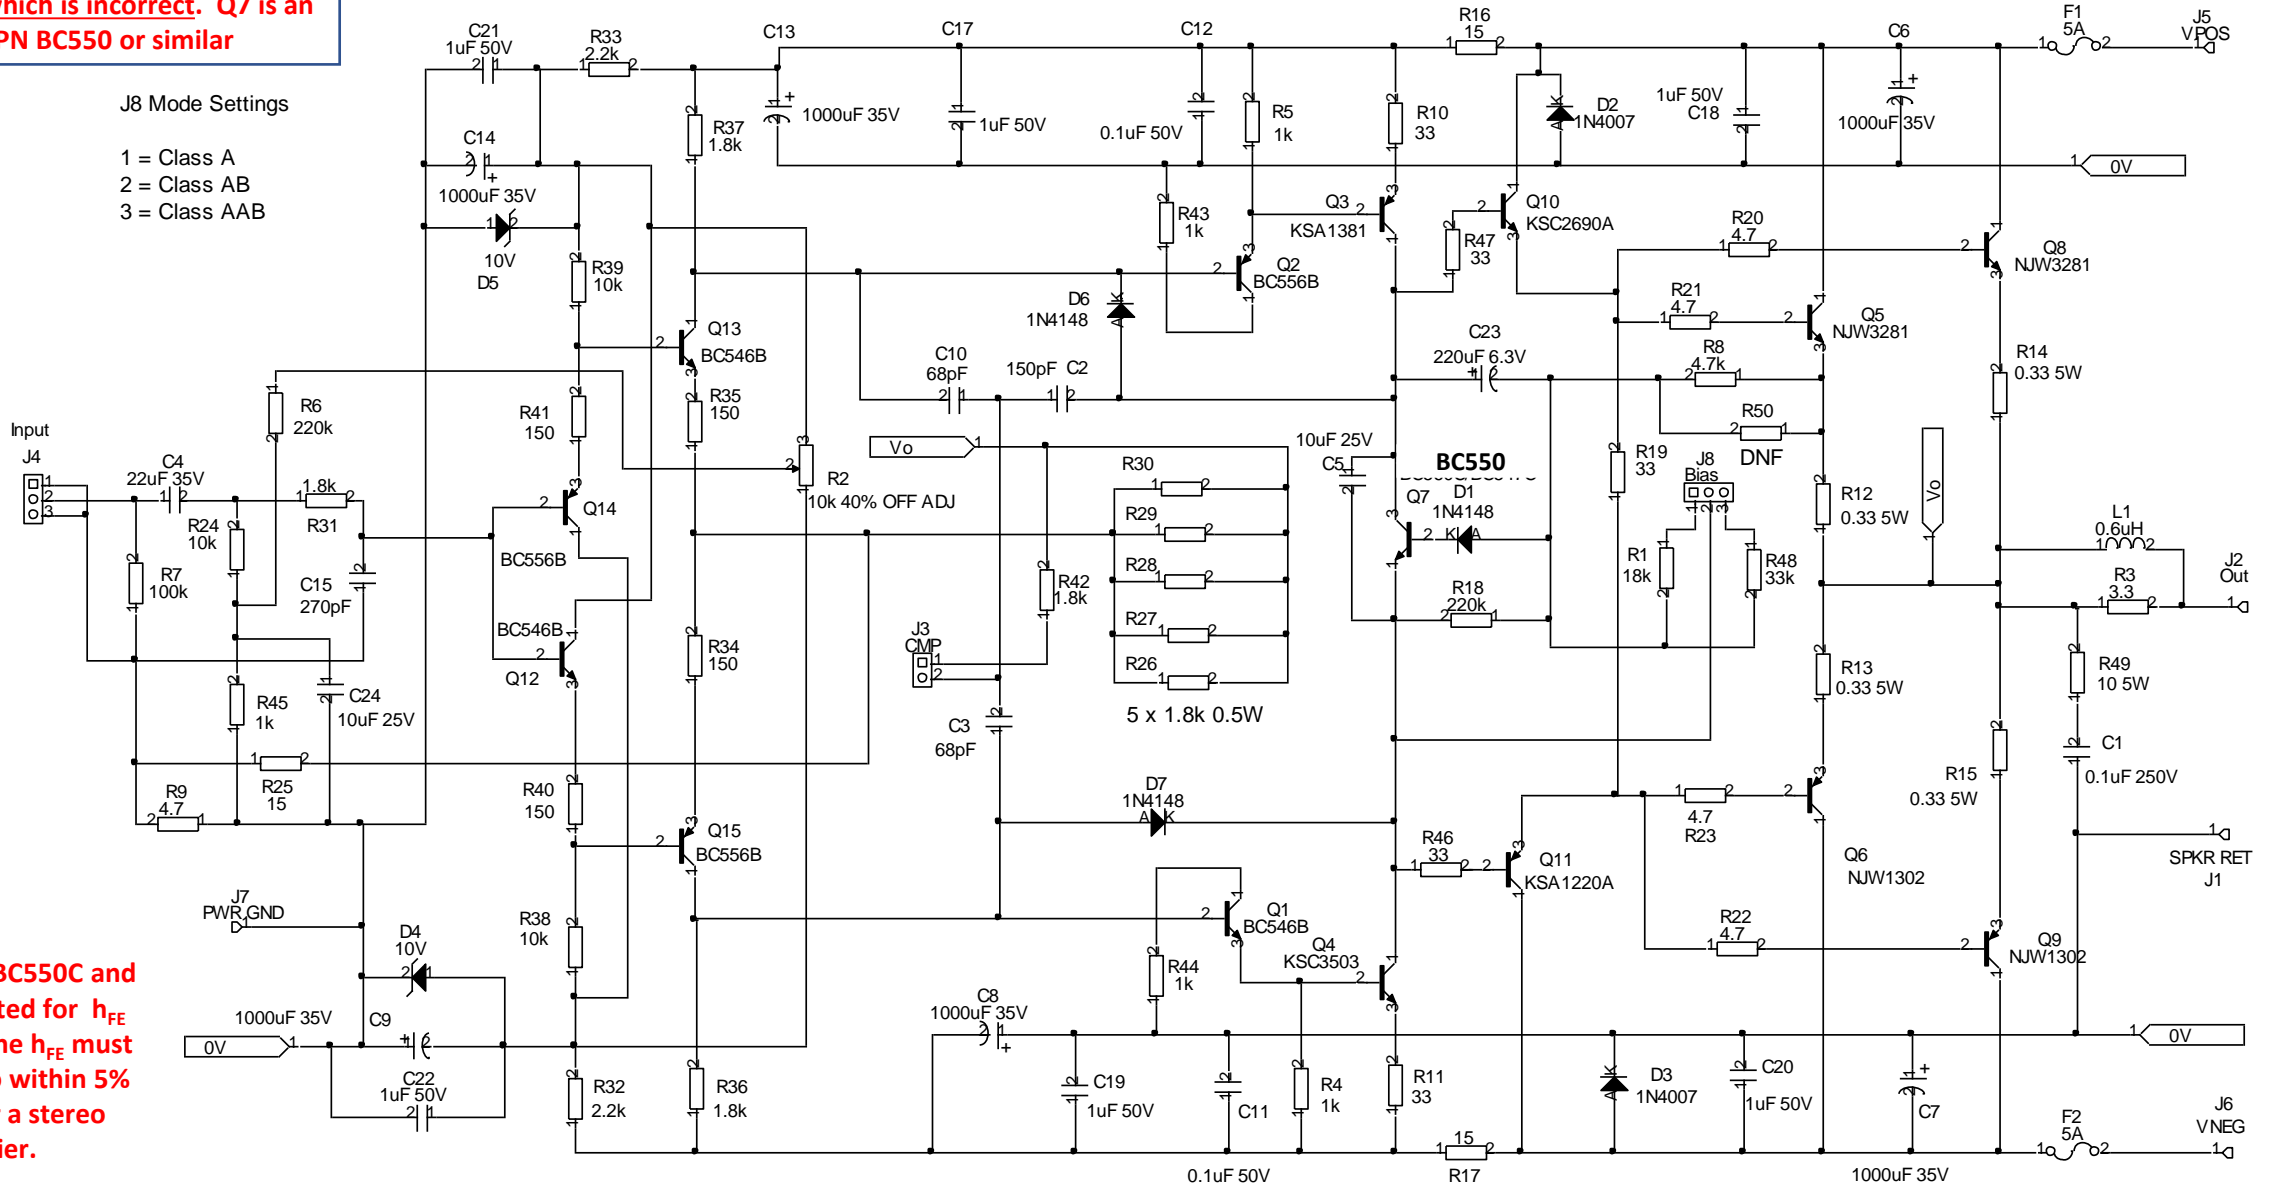 which is incorrect. Q7 is an
PN BC550 or similar
J8 Mode Settings
1 = Class A
2 = Class AB
3 = Class AAB
C21
1uF 50V
R33
2.2k
C13
1000uF 35V
C17
1uF 50V
C12
0.1uF 50V
R16
15
F1
5A
J5
VPOS
C14
1000uF 35V
10V
D5
R37
1.8k
R39
10k
R5
1k
R10
33
D2
1N4007
1uF 50V
C18
C6
1000uF 35V
0V
R43
1k
Q2
BC556B
Q3
KSA1381
R47
33
Q10
KSC2690A
R20
4.7
Q8
NJW3281
R21
4.7
Q5
NJW3281
D6
1N4148
Q13
BC546B
C10
68pF
150pF C2
C23
220uF 6.3V
R8
4.7k
R50
DNF
R14
0.33 5W
R6
220k
R41
150
R35
150
Input
J4
C4
22uF 35V
1.8k
R31
R24
10k
R7
100k
C15
270pF
Q14
BC556B
R2
10k 40% OFF ADJ
Vo
R30
R29
R28
R27
R26
5 x 1.8k 0.5W
R42
1.8k
J3
CMP
10uF 25V
C5
BC550
Q7
D1
1N4148
R19
33
J8
Bias
R1
18k
R48
33k
R18
220k
R12
0.33 5W
Vo
L1
0.6uH
R3
3.3
J2
Out
BC546B
Q12
R34
150
R45
1k
C24
10uF 25V
R25
15
R9
4.7
R13
0.33 5W
R49
10 5W
C1
0.1uF 250V
R15
0.33 5W
C3
68pF
D7
1N4148
R40
150
Q15
BC556B
R46
33
Q11
KSA1220A
4.7
R23
Q6
NJW1302
SPKR RET
J1
J7
PWR GND
D4
10V
R38
10k
Q1
BC546B
Q4
KSC3503
R44
1k
R22
4.7
Q9
NJW1302
BC550C and
ted for hFE
he hFE must
o within 5%
r a stereo
ier.
1000uF 35V
C9
0V
C22
1uF 50V
R32
2.2k
R36
1.8k
C8
1000uF 35V
C19
1uF 50V
C11
0.1uF 50V
R4
1k
R11
33
D3
1N4007
C20
1uF 50V
C7
1000uF 35V
0V
15
R17
F2
5A
J6
VNEG